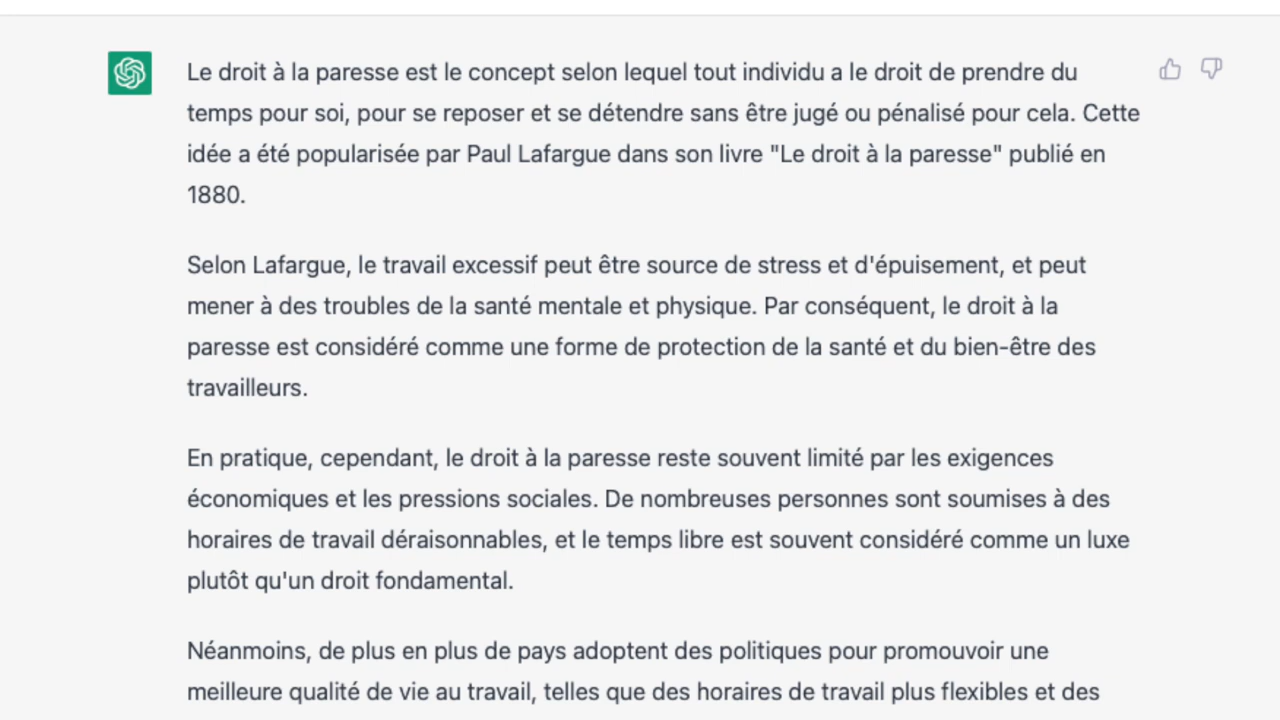 Le droit à la paresse est le concept selon lequel tout individu a le droit de prendre du
temps pour soi, pour se reposer et se détendre sans être jugé ou pénalisé pour cela. Cette
idée a été popularisée par Paul Lafargue dans son livre "Le droit à la paresse" publié en
1880.
Selon Lafargue, le travail excessif peut être source de stress et d'épuisement, et peut
mener à des troubles de la santé mentale et physique. Par conséquent, le droit à la
paresse est considéré comme une forme de protection de la santé et du bien-être des
travailleurs.
En pratique, cependant, le droit à la paresse reste souvent limité par les exigences
économiques et les pressions sociales. De nombreuses personnes sont soumises à des
horaires de travail déraisonnables, et le temps libre est souvent considéré comme un luxe
plutôt qu'un droit fondamental.
Néanmoins, de plus en plus de pays adoptent des politiques pour promouvoir une
meilleure qualité de vie au travail, telles que des horaires de travail plus flexibles et des